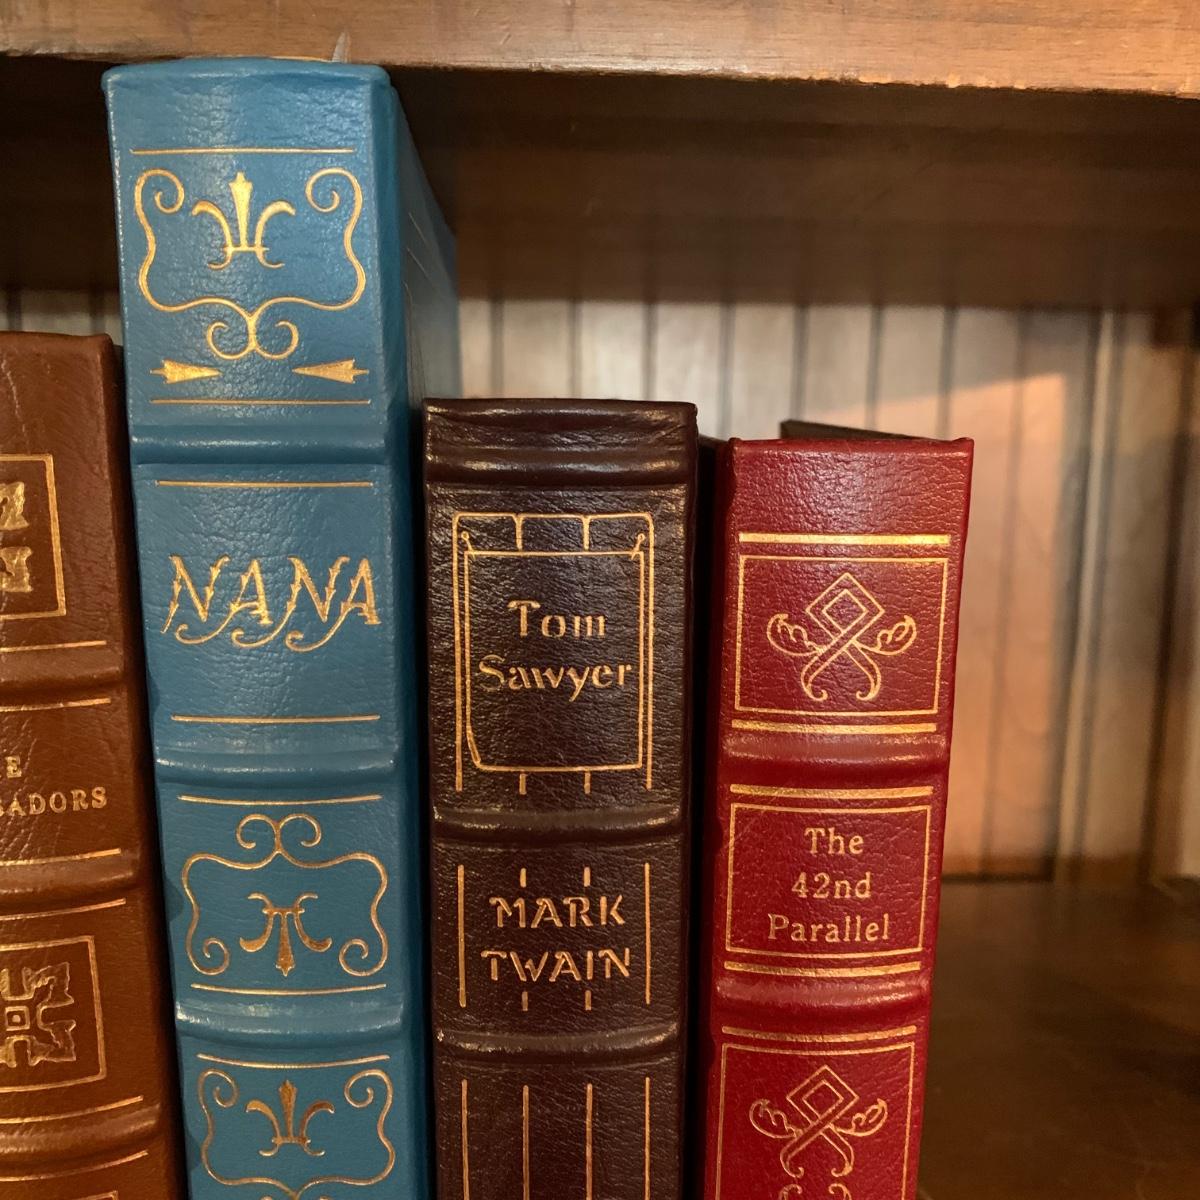 NANA
Tom
Sawyer
MARK
TWAIN
The
42nd
Parallel